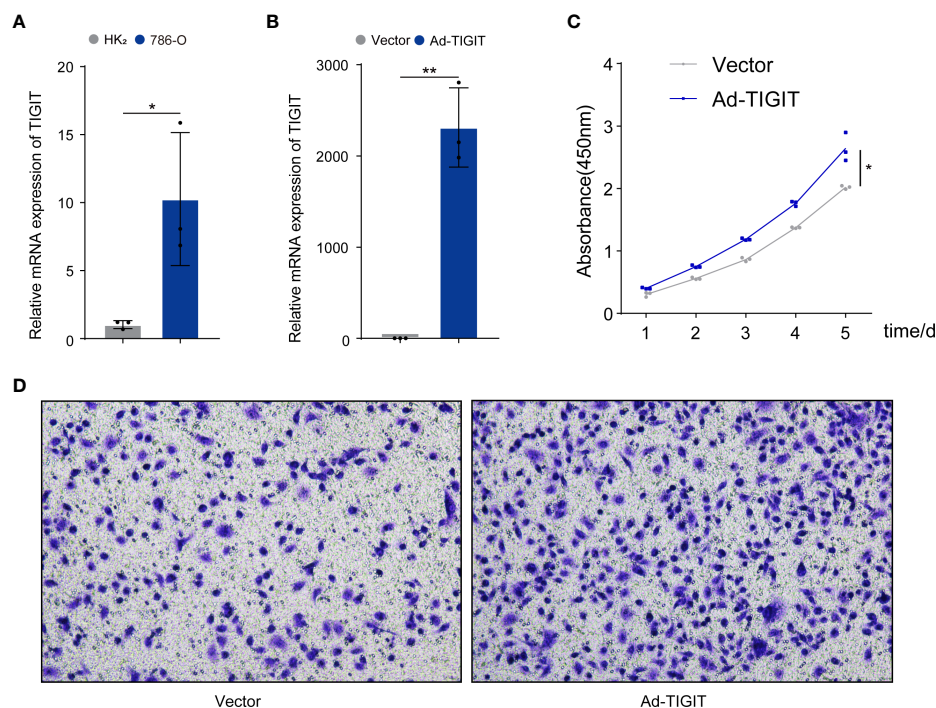 A
HK₂ 786-O
Relative mRNA expression of TIGIT
20
15
10
5
0
*
B
Vector Ad-TIGIT
Relative mRNA expression of TIGIT
3000
2000
1000
0
**
C
Vector
Ad-TIGIT
Absorbance(450nm)
4
3
2
1
0
*
1 2 3 4 5 time/d
D
Vector Ad-TIGIT